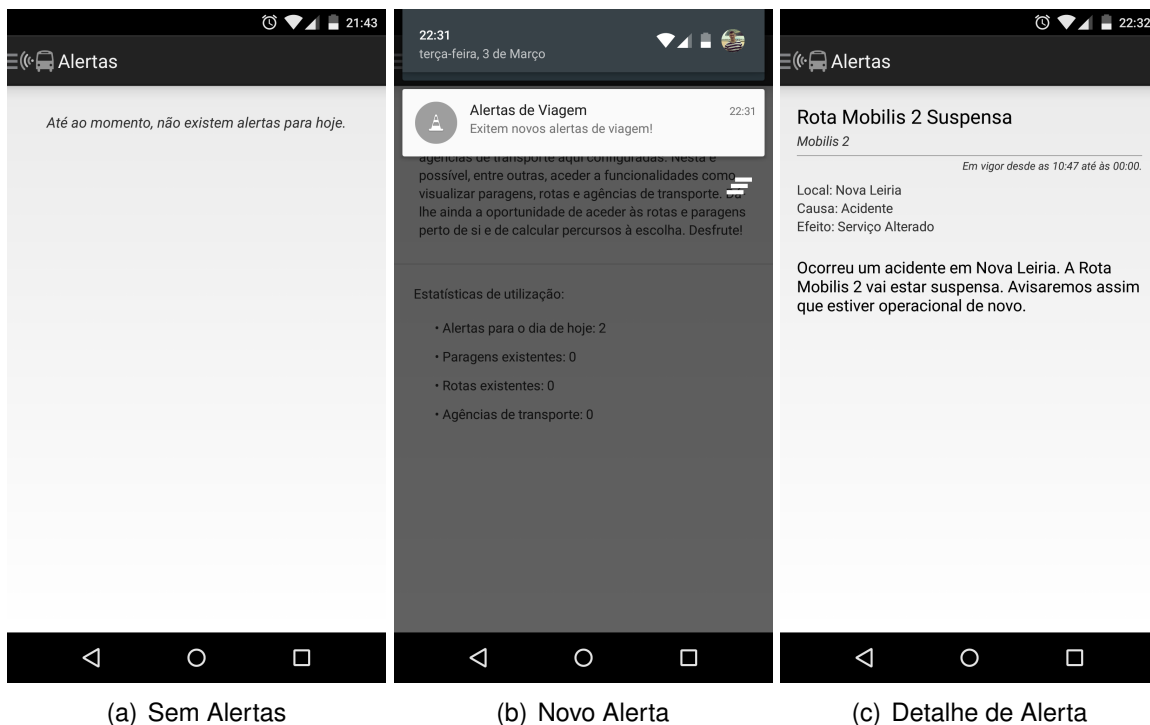 21:43
Alertas
Até ao momento, não existem alertas para hoje.
(a) Sem Alertas
22:31
terça-feira, 3 de Março
Alertas de Viagem
22:31
Exitem novos alertas de viagem!
agências de transporte aqui configuradas. Nesta é
possível, entre outras, aceder a funcionalidades como
visualizar paragens, rotas e agências de transporte. Dá
lhe ainda a oportunidade de aceder às rotas e paragens
perto de si e de calcular percursos à escolha. Desfrute!
Estatísticas de utilização:
• Alertas para o dia de hoje: 2
• Paragens existentes: 0
• Rotas existentes: 0
• Agências de transporte: 0
(b) Novo Alerta
22:32
Alertas
Rota Mobilis 2 Suspensa
Mobilis 2
Em vigor desde as 10:47 até às 00:00.
Local: Nova Leiria
Causa: Acidente
Efeito: Serviço Alterado
Ocorreu um acidente em Nova Leiria. A Rota
Mobilis 2 vai estar suspensa. Avisaremos assim
que estiver operacional de novo.
(c) Detalhe de Alerta